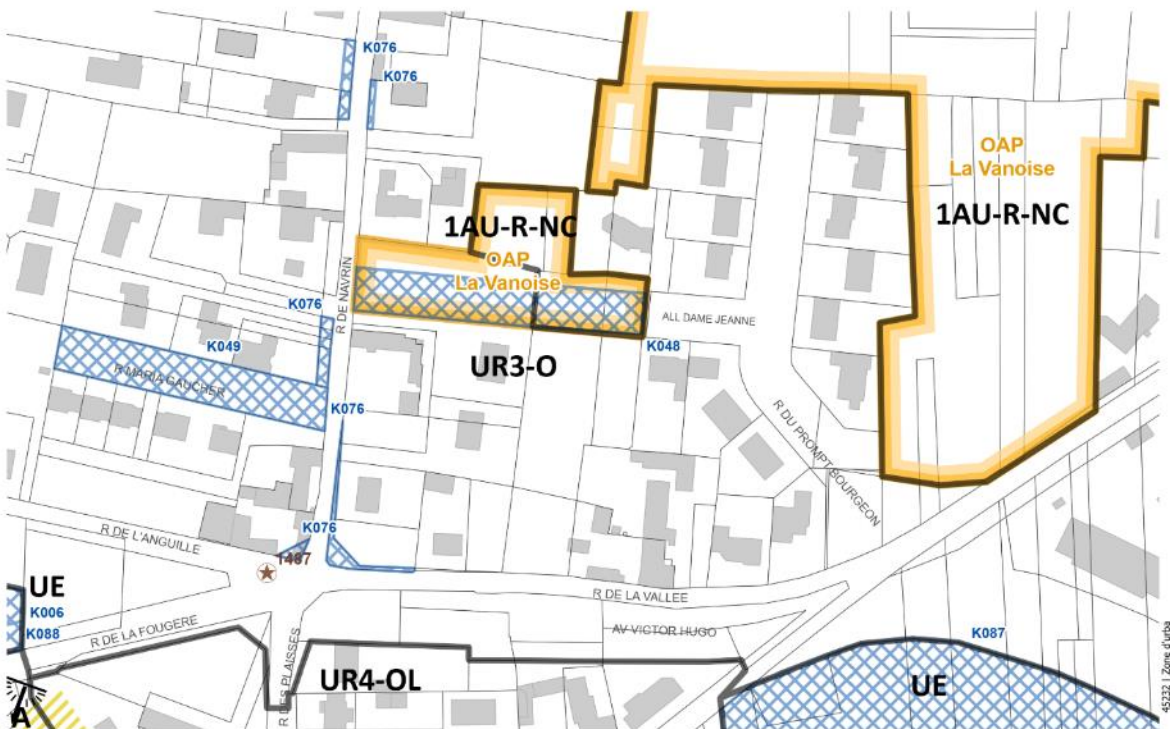 K076
K076
OAP
La Vanoise
1AU-R-NC
1AU-R-NC
OAP
La Vanoise
R DE NAVRIN
K076
ALL DAME JEANNE
K049
K048
R MARIA GAUCHER
UR3-O
K076
R DU PROMPT BOURGEON
K076
R DE L'ANGUILLE
1487
UE
R DE LA VALLEE
K006
K088
R DE LA FOUGERE
AV VICTOR HUGO
K087
R DES PLAISSES
UR4-OL
UE
A
45232 | Zone d'urba